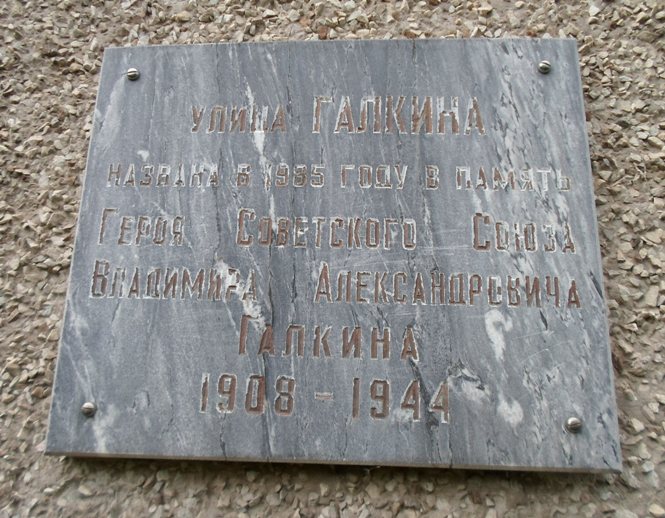 улица ГАЛКИНА
названа в 1985 году в память
Героя Советского Союза
Владимира Александровича
Галкина
1908 - 1944